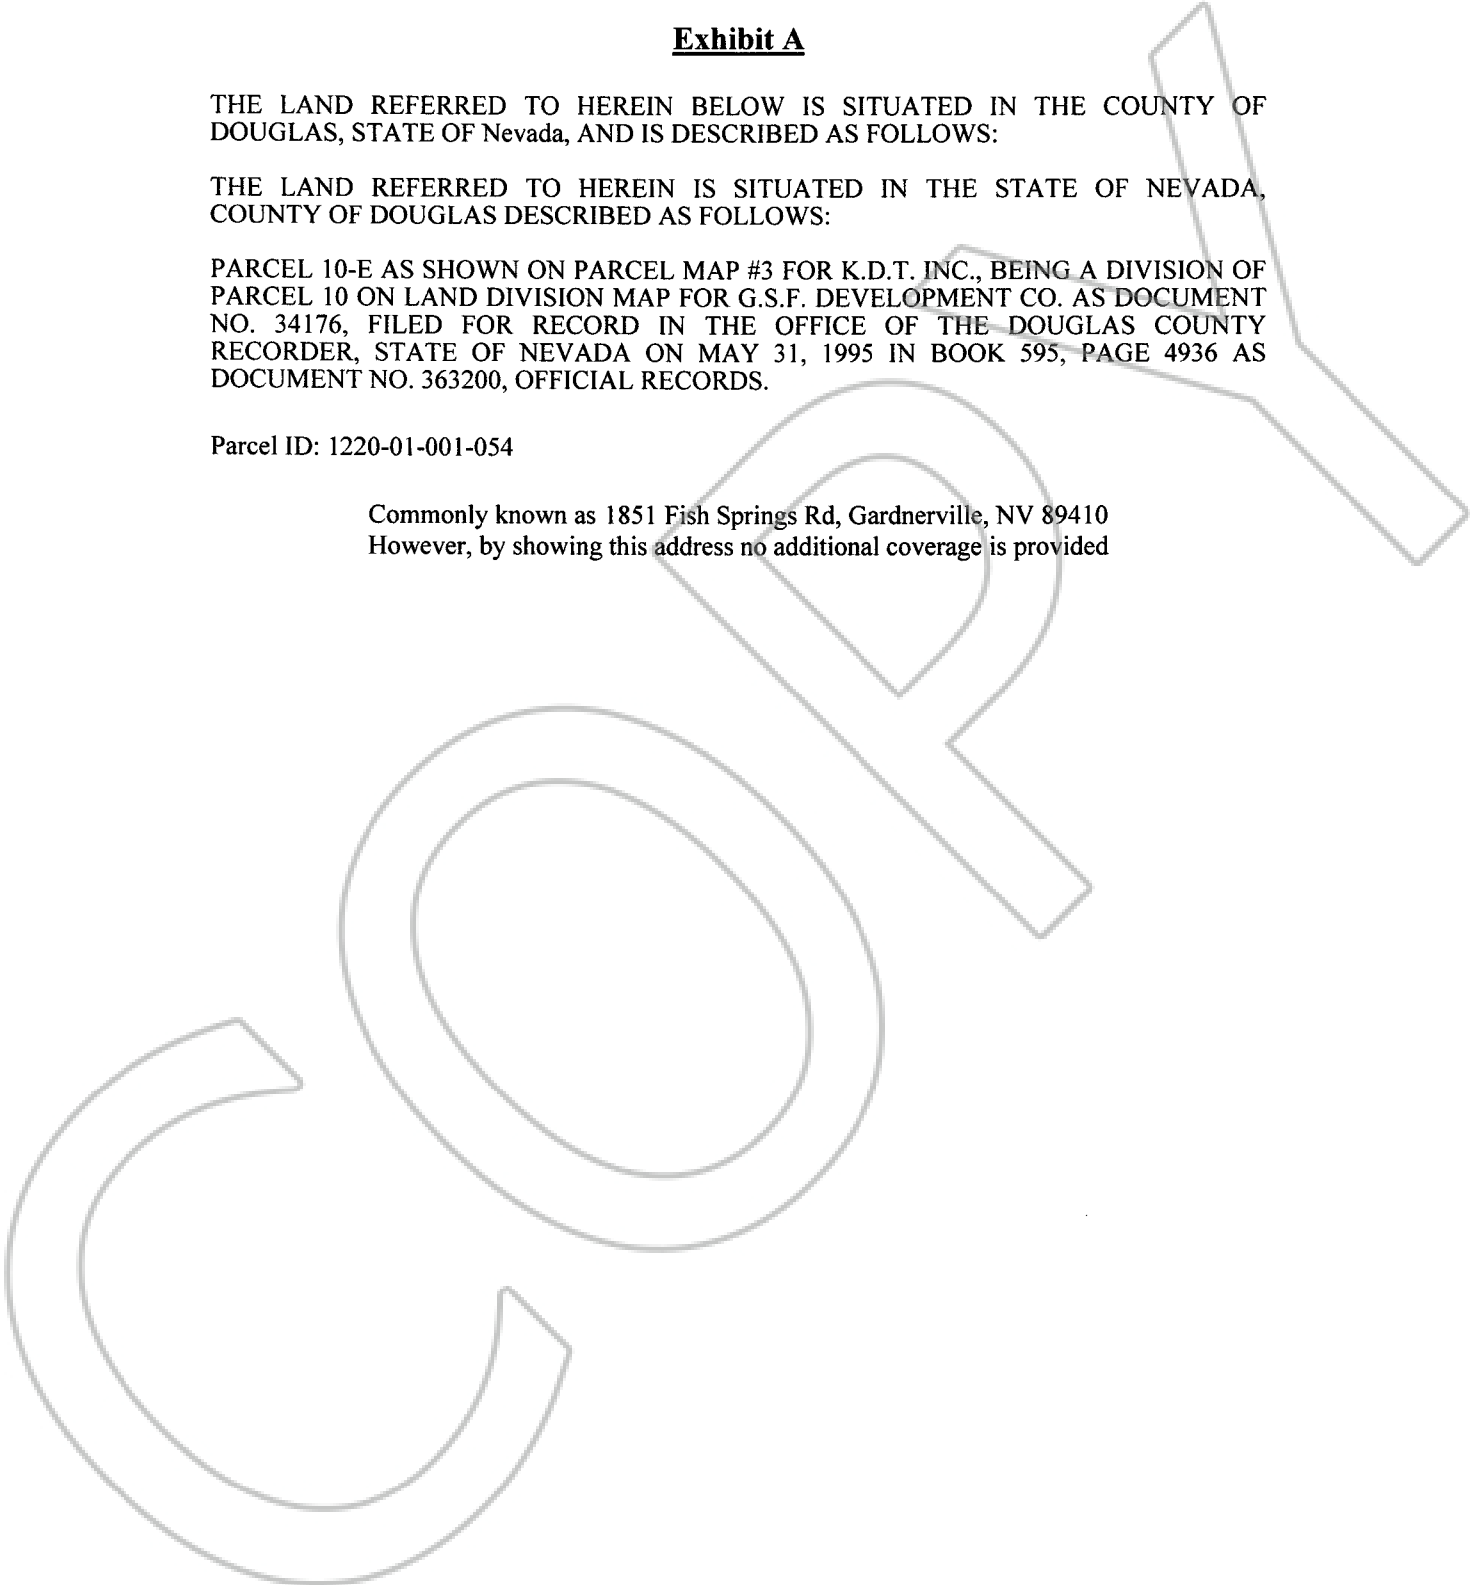 Exhibit A
THE LAND REFERRED TO HEREIN BELOW IS SITUATED IN THE COUNTY OF
DOUGLAS, STATE OF Nevada, AND IS DESCRIBED AS FOLLOWS:
THE LAND REFERRED TO HEREIN IS SITUATED IN THE STATE OF NEVADA,
COUNTY OF DOUGLAS DESCRIBED AS FOLLOWS:
PARCEL 10-E AS SHOWN ON PARCEL MAP #3 FOR K.D.T. INC., BEING A DIVISION OF
PARCEL 10 ON LAND DIVISION MAP FOR G.S.F. DEVELOPMENT CO. AS DOCUMENT
NO. 34176, FILED FOR RECORD IN THE OFFICE OF THE DOUGLAS COUNTY
RECORDER, STATE OF NEVADA ON MAY 31, 1995 IN BOOK 595, PAGE 4936 AS
DOCUMENT NO. 363200, OFFICIAL RECORDS.
Parcel ID: 1220-01-001-054
Commonly known as 1851 Fish Springs Rd, Gardnerville, NV 89410
However, by showing this address no additional coverage is provided
COPY